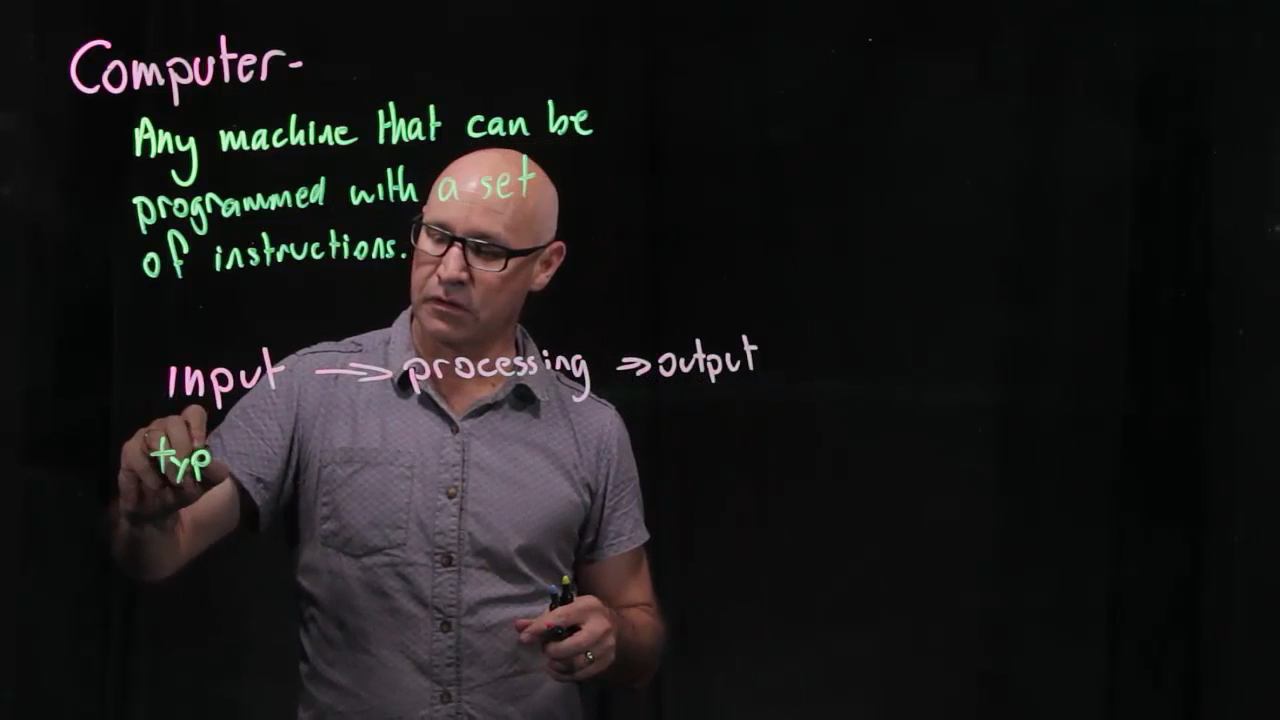 Computer-
Any machine that can be
programmed with a set
of instructions.
input → processing → output
typ